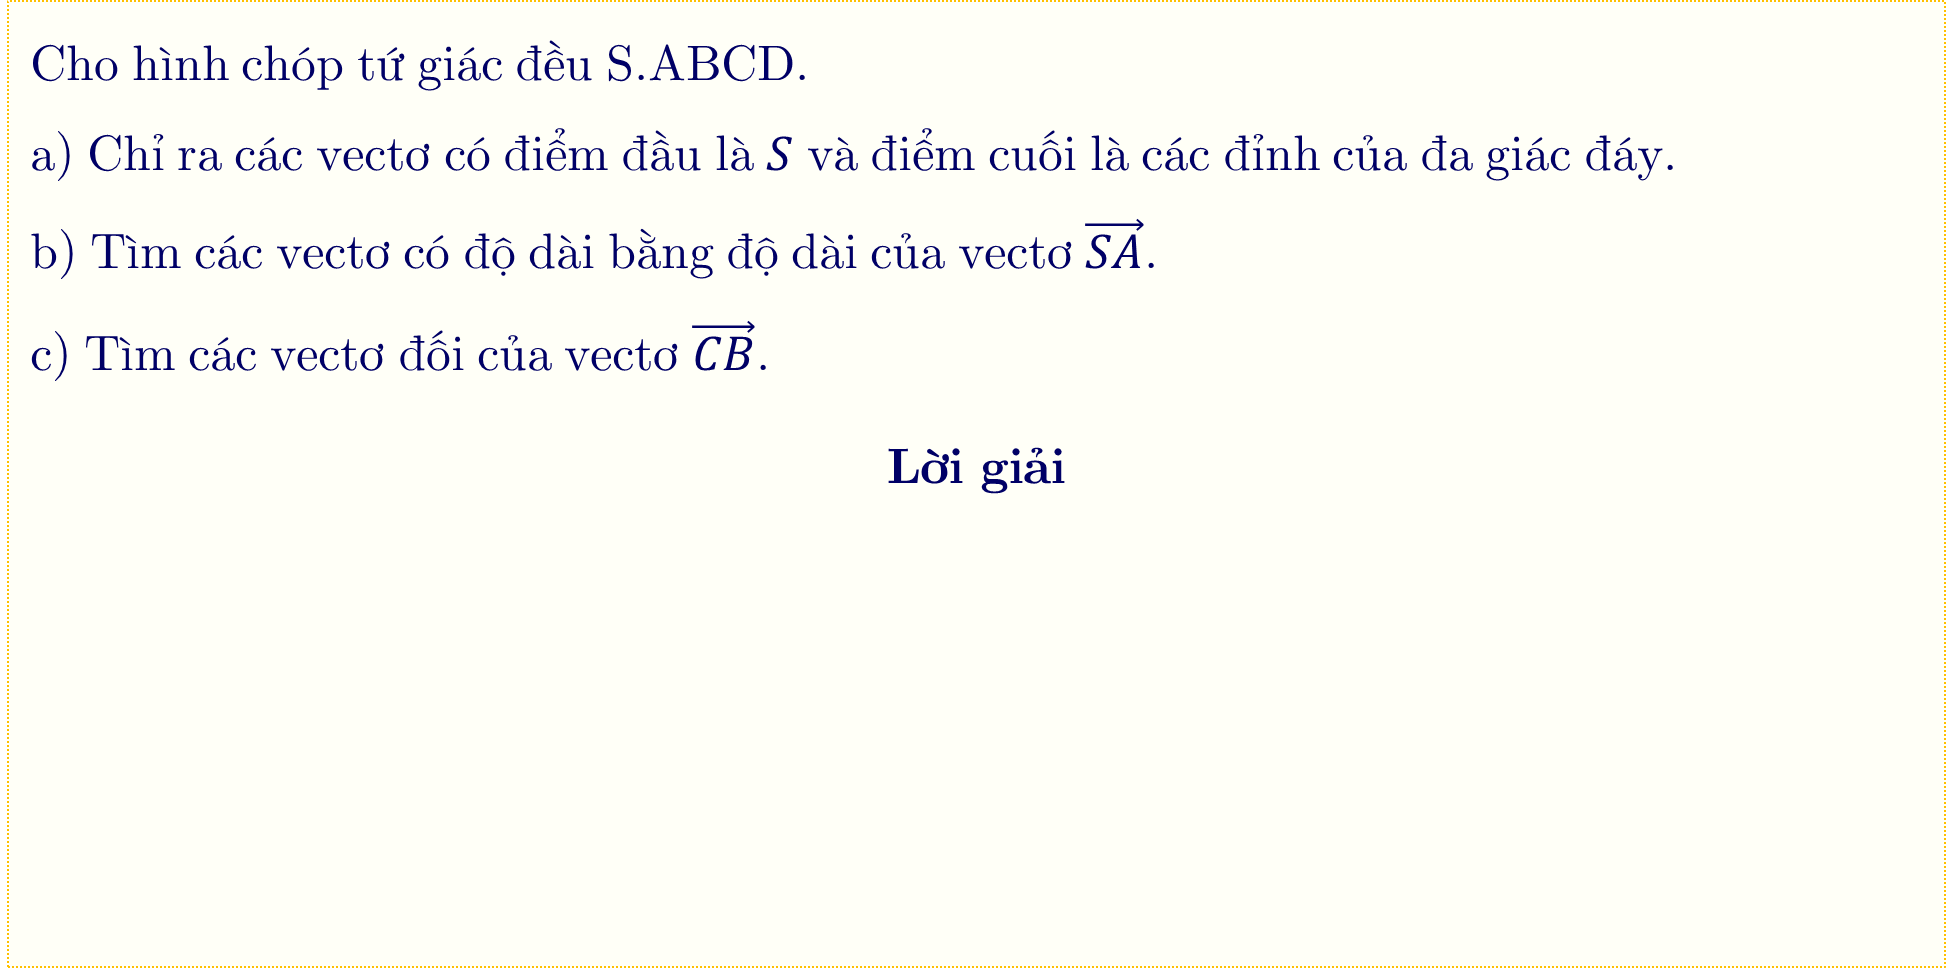 Cho hình chóp tứ giác đều S.ABCD.
a) Chỉ ra các vectơ có điểm đầu là S và điểm cuối là các đỉnh của đa giác đáy.
b) Tìm các vectơ có độ dài bằng độ dài của vectơ $\overrightarrow{SA}$.
c) Tìm các vectơ đối của vectơ $\overrightarrow{CB}$.
Lời giải